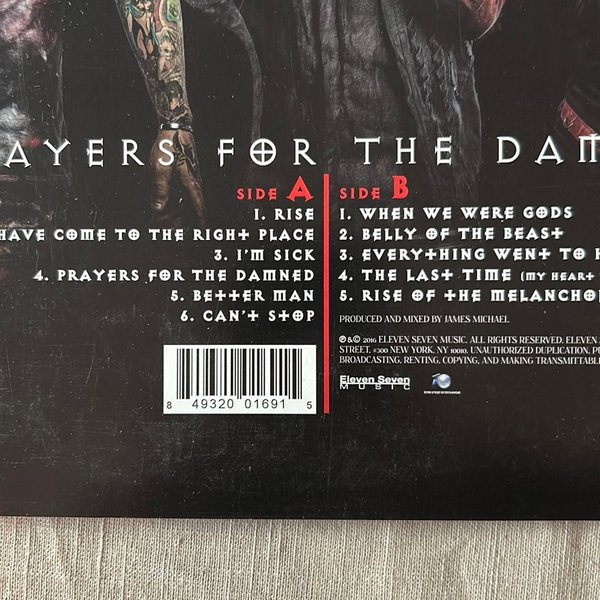 AYERS FOR THE DAM
SIDE A
1. RISE
HAVE COME TO THE RIGHT PLACE
3. I'M SICK
4. PRAYERS FOR THE DAMNED
5. BETTER MAN
6. CAN'T STOP
SIDE B
1. WHEN WE WERE GODS
2. BELLY OF THE BEAST
3. EVERYTHING WENT TO H
4. THE LAST TIME (MY HEART
5. RISE OF THE MELANCHO
PRODUCED AND MIXED BY JAMES MICHAEL
℗ & © 2016 ELEVEN SEVEN MUSIC. ALL RIGHTS RESERVED. ELEVEN
STREET, #300 NEW YORK, NY 10010. UNAUTHORIZED DUPLICATION, PU
BROADCASTING, RENTING, COPYING, AND MAKING TRANSMITTABLE
Eleven Seven
MUSIC
8 49320 01691 5